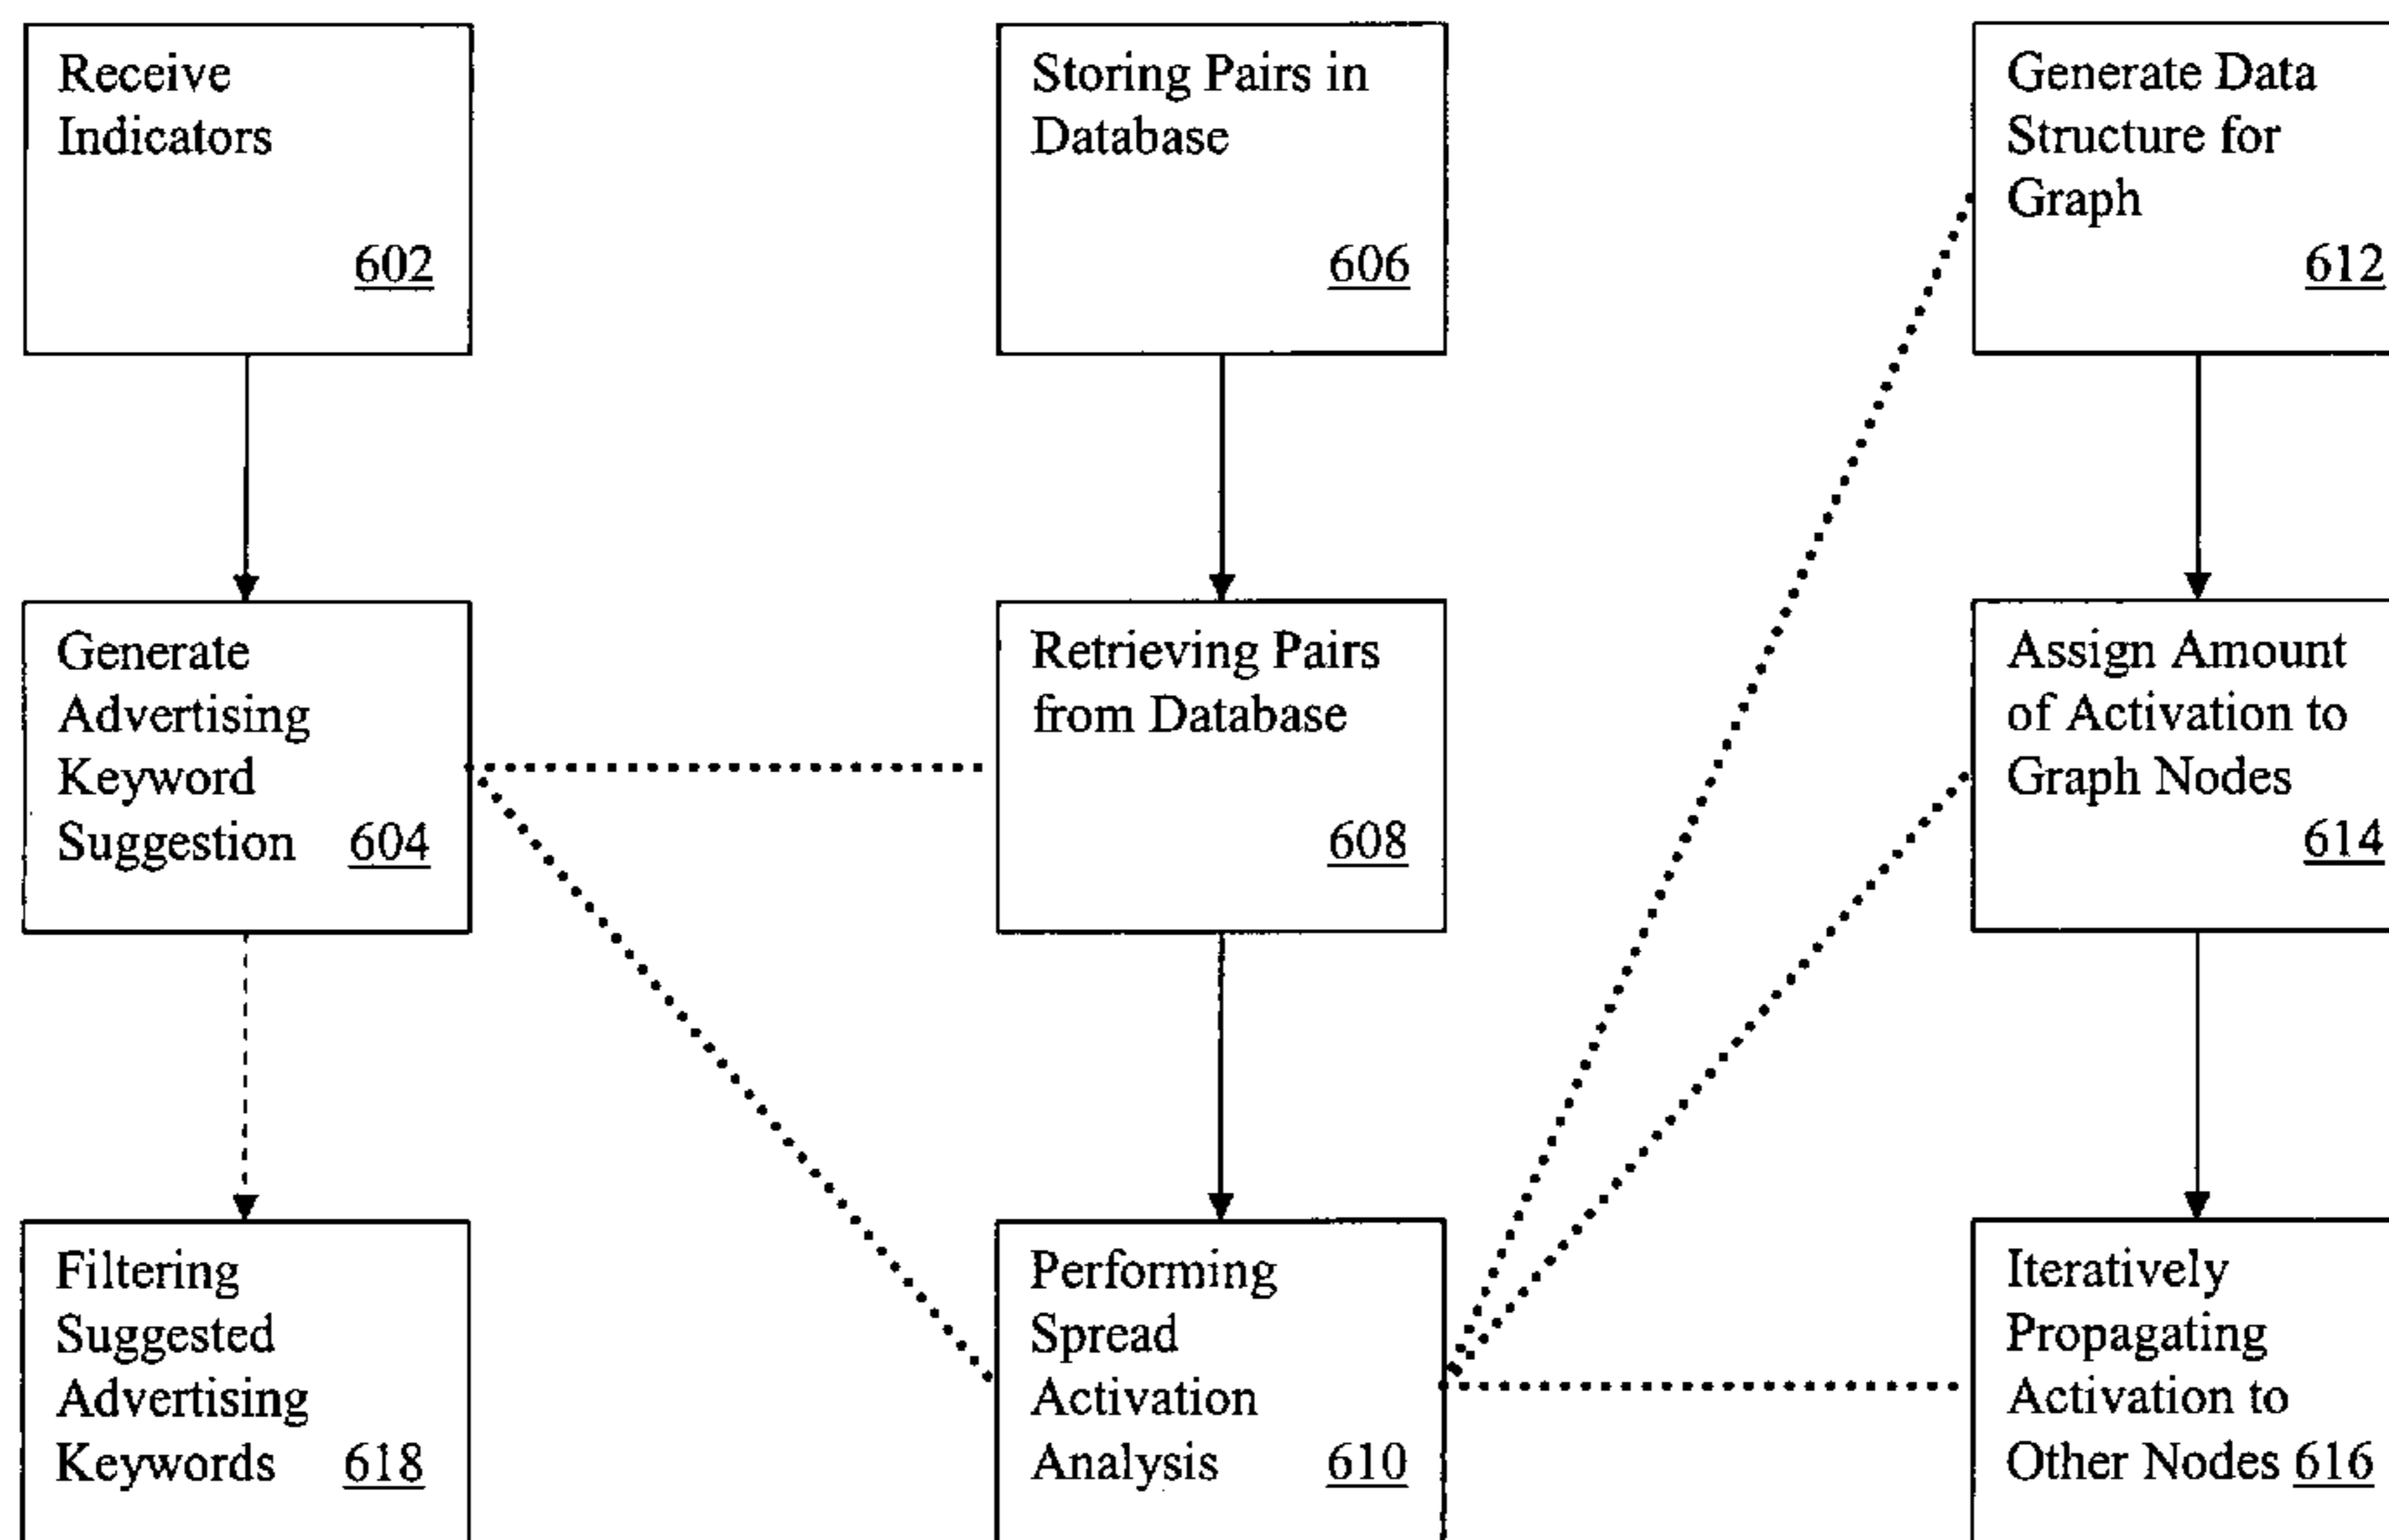 Receive
Indicators
602
Generate
Advertising
Keyword
Suggestion 604
Filtering
Suggested
Advertising
Keywords 618
Storing Pairs in
Database
606
Retrieving Pairs
from Database
608
Performing
Spread
Activation
Analysis 610
Generate Data
Structure for
Graph
612
Assign Amount
of Activation to
Graph Nodes
614
Iteratively
Propagating
Activation to
Other Nodes 616